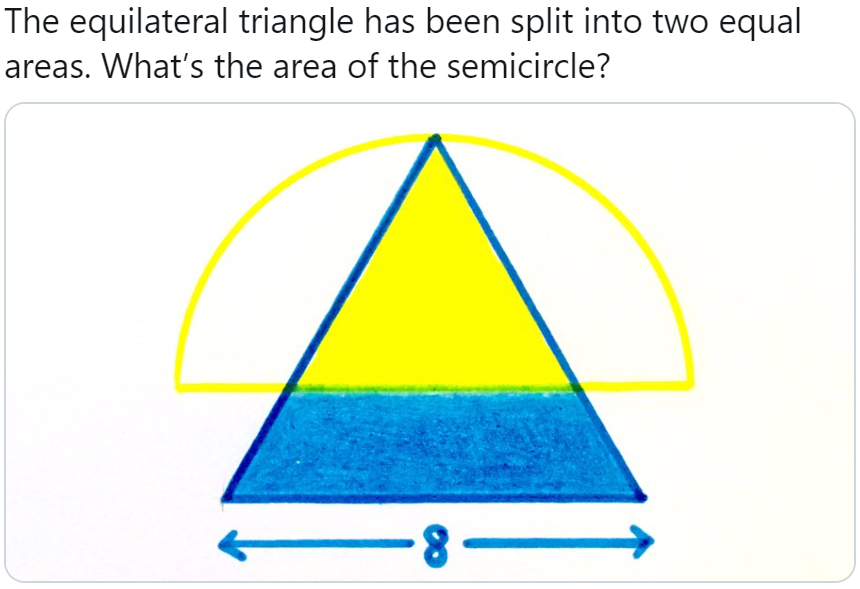 The equilateral triangle has been split into two equal
areas. What’s the area of the semicircle?
8